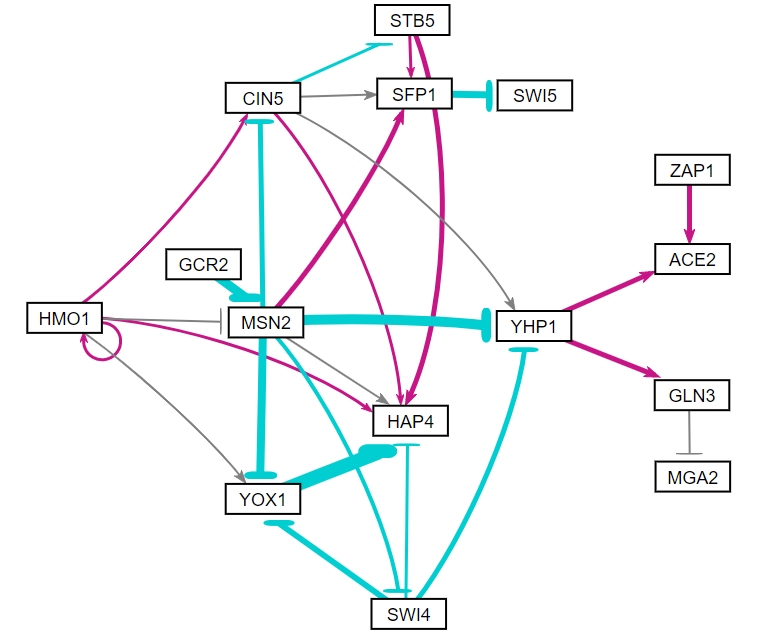 STB5
CIN5
SFP1
SWI5
ZAP1
GCR2
ACE2
HMO1
MSN2
YHP1
GLN3
HAP4
MGA2
YOX1
SWI4